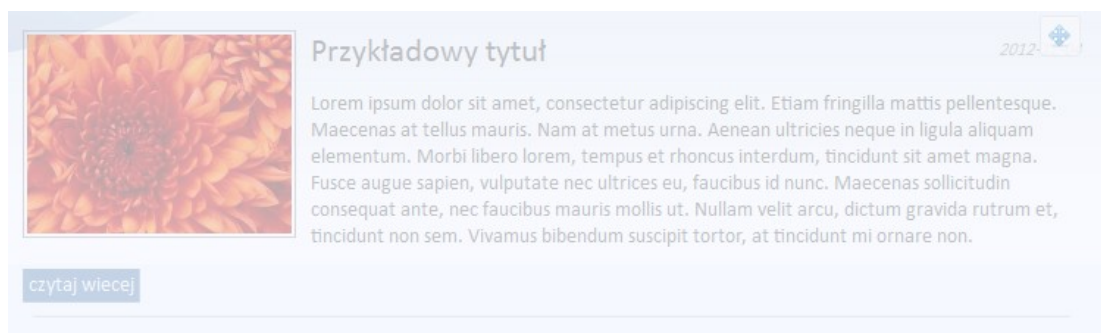 Przykładowy tytuł
2012-
Lorem ipsum dolor sit amet, consectetur adipiscing elit. Etiam fringilla mattis pellentesque.
Maecenas at tellus mauris. Nam at metus urna. Aenean ultricies neque in ligula aliquam
elementum. Morbi libero lorem, tempus et rhoncus interdum, tincidunt sit amet magna.
Fusce augue sapien, vulputate nec ultrices eu, faucibus id nunc. Maecenas sollicitudin
consequat ante, nec faucibus mauris mollis ut. Nullam velit arcu, dictum gravida rutrum et,
tincidunt non sem. Vivamus bibendum suscipit tortor, at tincidunt mi ornare non.
czytaj wiecej